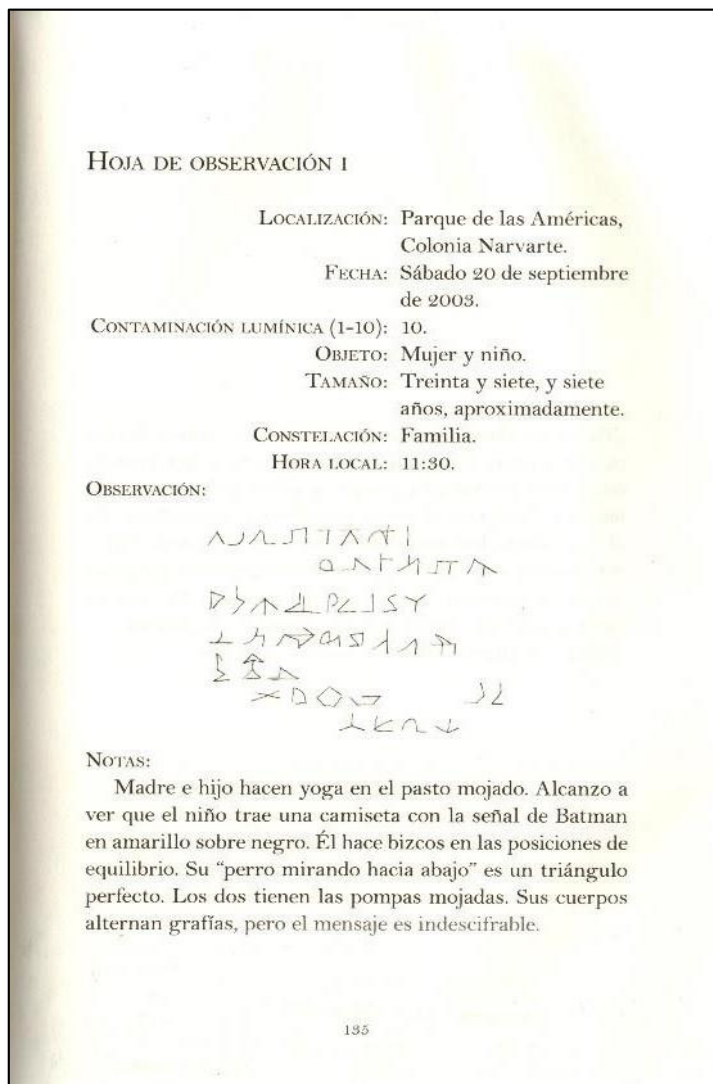 HOJA DE OBSERVACIÓN I
LOCALIZACIÓN: Parque de las Américas,
Colonia Narvarte.
FECHA: Sábado 20 de septiembre
de 2003.
CONTAMINACIÓN LUMÍNICA (1-10): 10.
OBJETO: Mujer y niño.
TAMAÑO: Treinta y siete, y siete
años, aproximadamente.
CONSTELACIÓN: Familia.
HORA LOCAL: 11:30.
OBSERVACIÓN:
NOTAS:
Madre e hijo hacen yoga en el pasto mojado. Alcanzo a
ver que el niño trae una camiseta con la señal de Batman
en amarillo sobre negro. Él hace bizcos en las posiciones de
equilibrio. Su “perro mirando hacia abajo” es un triángulo
perfecto. Los dos tienen las pompas mojadas. Sus cuerpos
alternan grafías, pero el mensaje es indescifrable.
135